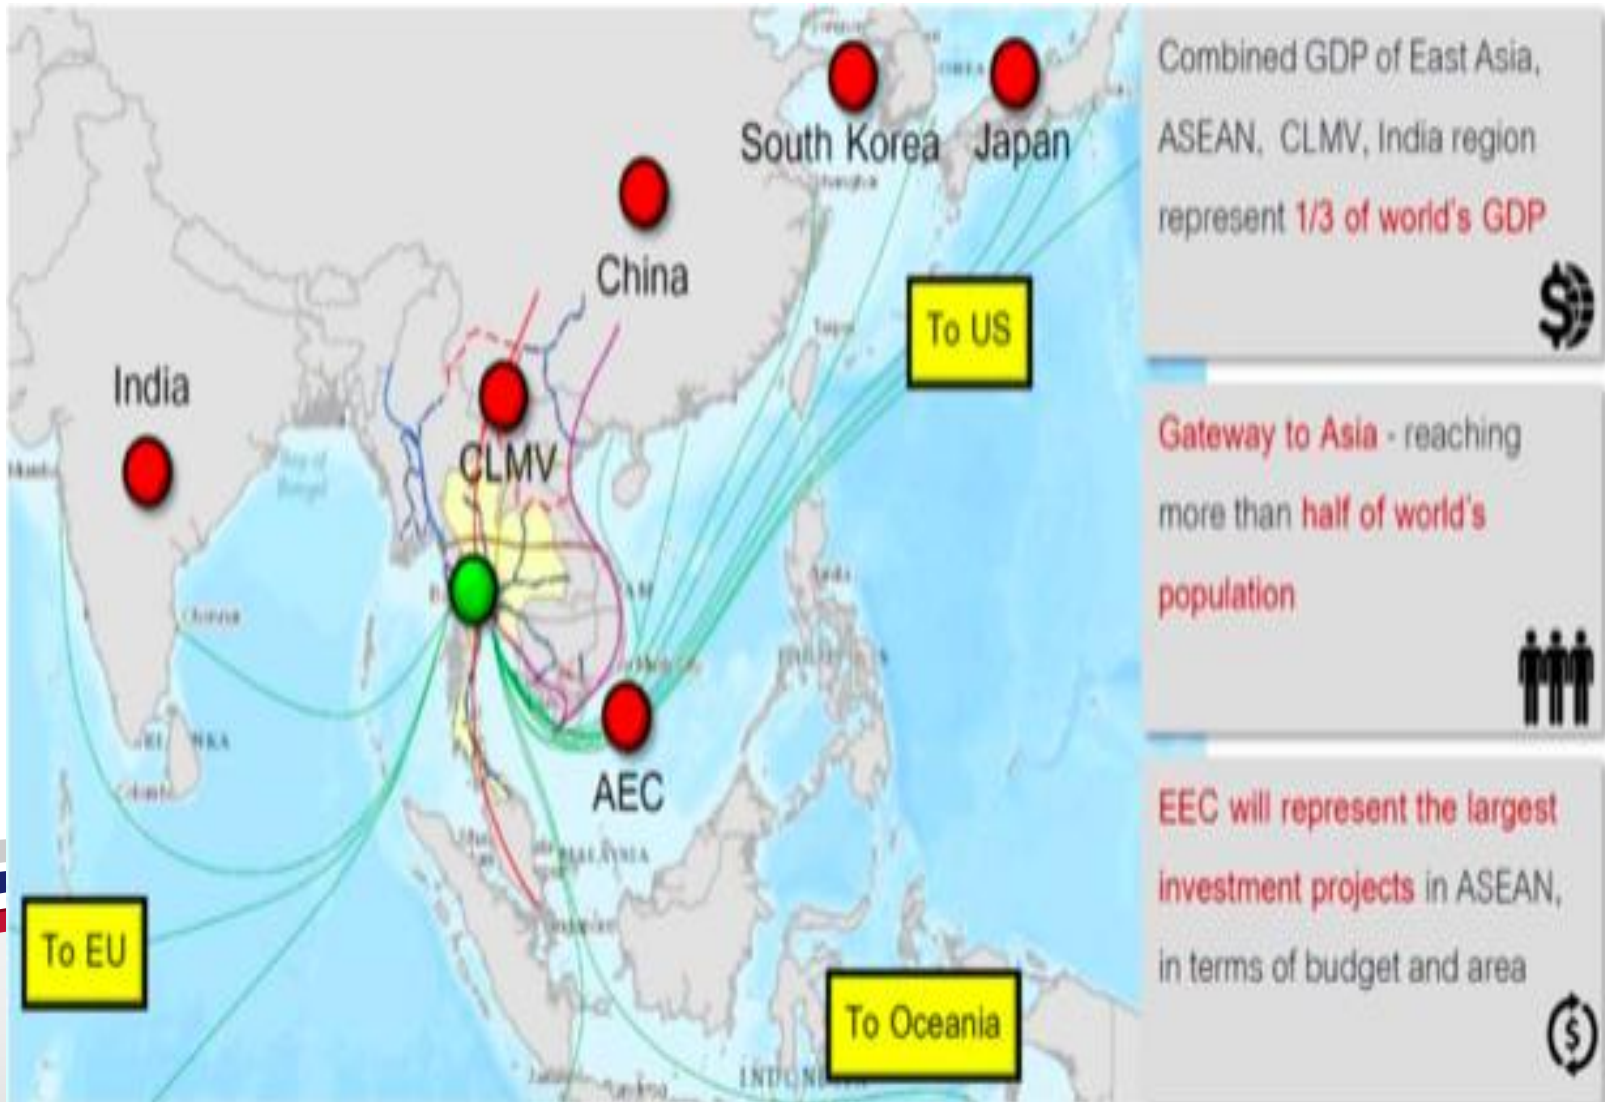 South Korea
Japan
China
India
CLMV
AEC
To US
To EU
To Oceania
Combined GDP of East Asia,
ASEAN, CLMV, India region
represent 1/3 of world's GDP
Gateway to Asia - reaching
more than half of world's
population
EEC will represent the largest
investment projects in ASEAN,
in terms of budget and area